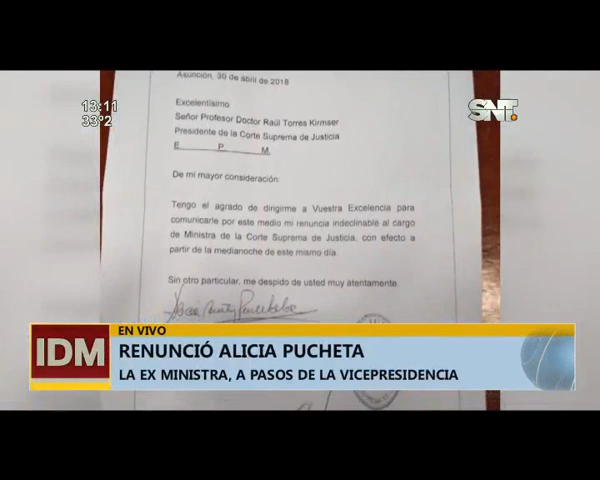 Asunción, 30 de abril de 2018
13:11
33°2
SNT.
Excelentísimo
Señor Profesor Doctor Raúl Torres Kirmser
Presidente de la Corte Suprema de Justicia
E. P. M.
De mi mayor consideración:
Tengo el agrado de dirigirme a Vuestra Excelencia para
comunicarle por este medio mi renuncia indeclinable al cargo
de Ministra de la Corte Suprema de Justicia, con efecto a
partir de la medianoche de este mismo día.
Sin otro particular, me despido de usted muy atentamente.
EN VIVO
IDM
RENUNCIÓ ALICIA PUCHETA
LA EX MINISTRA, A PASOS DE LA VICEPRESIDENCIA